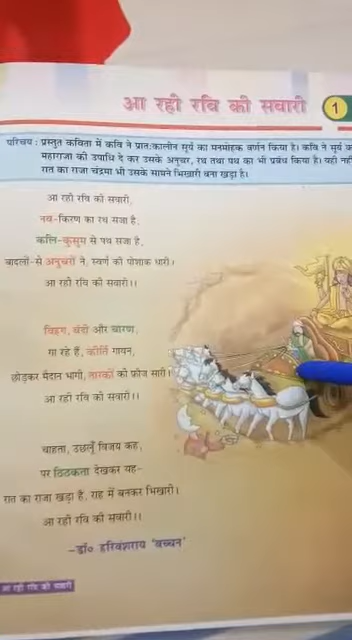 आ रही रवि की सवारी
1
परिचय : प्रस्तुत कविता में कवि ने प्रातःकालीन सूर्य का मनमोहक वर्णन किया है। कवि ने सूर्य
महाराजा की उपाधि दे कर उसके अनुचर, रथ तथा पथ का भी प्रबंध किया है। यही नहीं
रात का राजा चंद्रमा भी उसके सामने भिखारी बना खड़ा है।
आ रही रवि की सवारी,
नव-किरण का रथ सजा है,
कलि-कुसुम से पथ सजा है,
बादलों-से अनुचरों ने, स्वर्ण की पोशाक धारी।
आ रही रवि की सवारी।।
विहग, बंदी और चारण,
गा रहे हैं, कीर्ति गायन,
छोड़कर मैदान भागी, तारकों की फ़ौज सारी।
आ रही रवि की सवारी।।
चाहता, उछलूँ विजय कह,
पर ठिठकता देखकर यह-
रात का राजा खड़ा है, राह में बनकर भिखारी।
आ रही रवि की सवारी।।
-डॉ० हरिवंशराय 'बच्चन'
आ रही रवि की सवारी